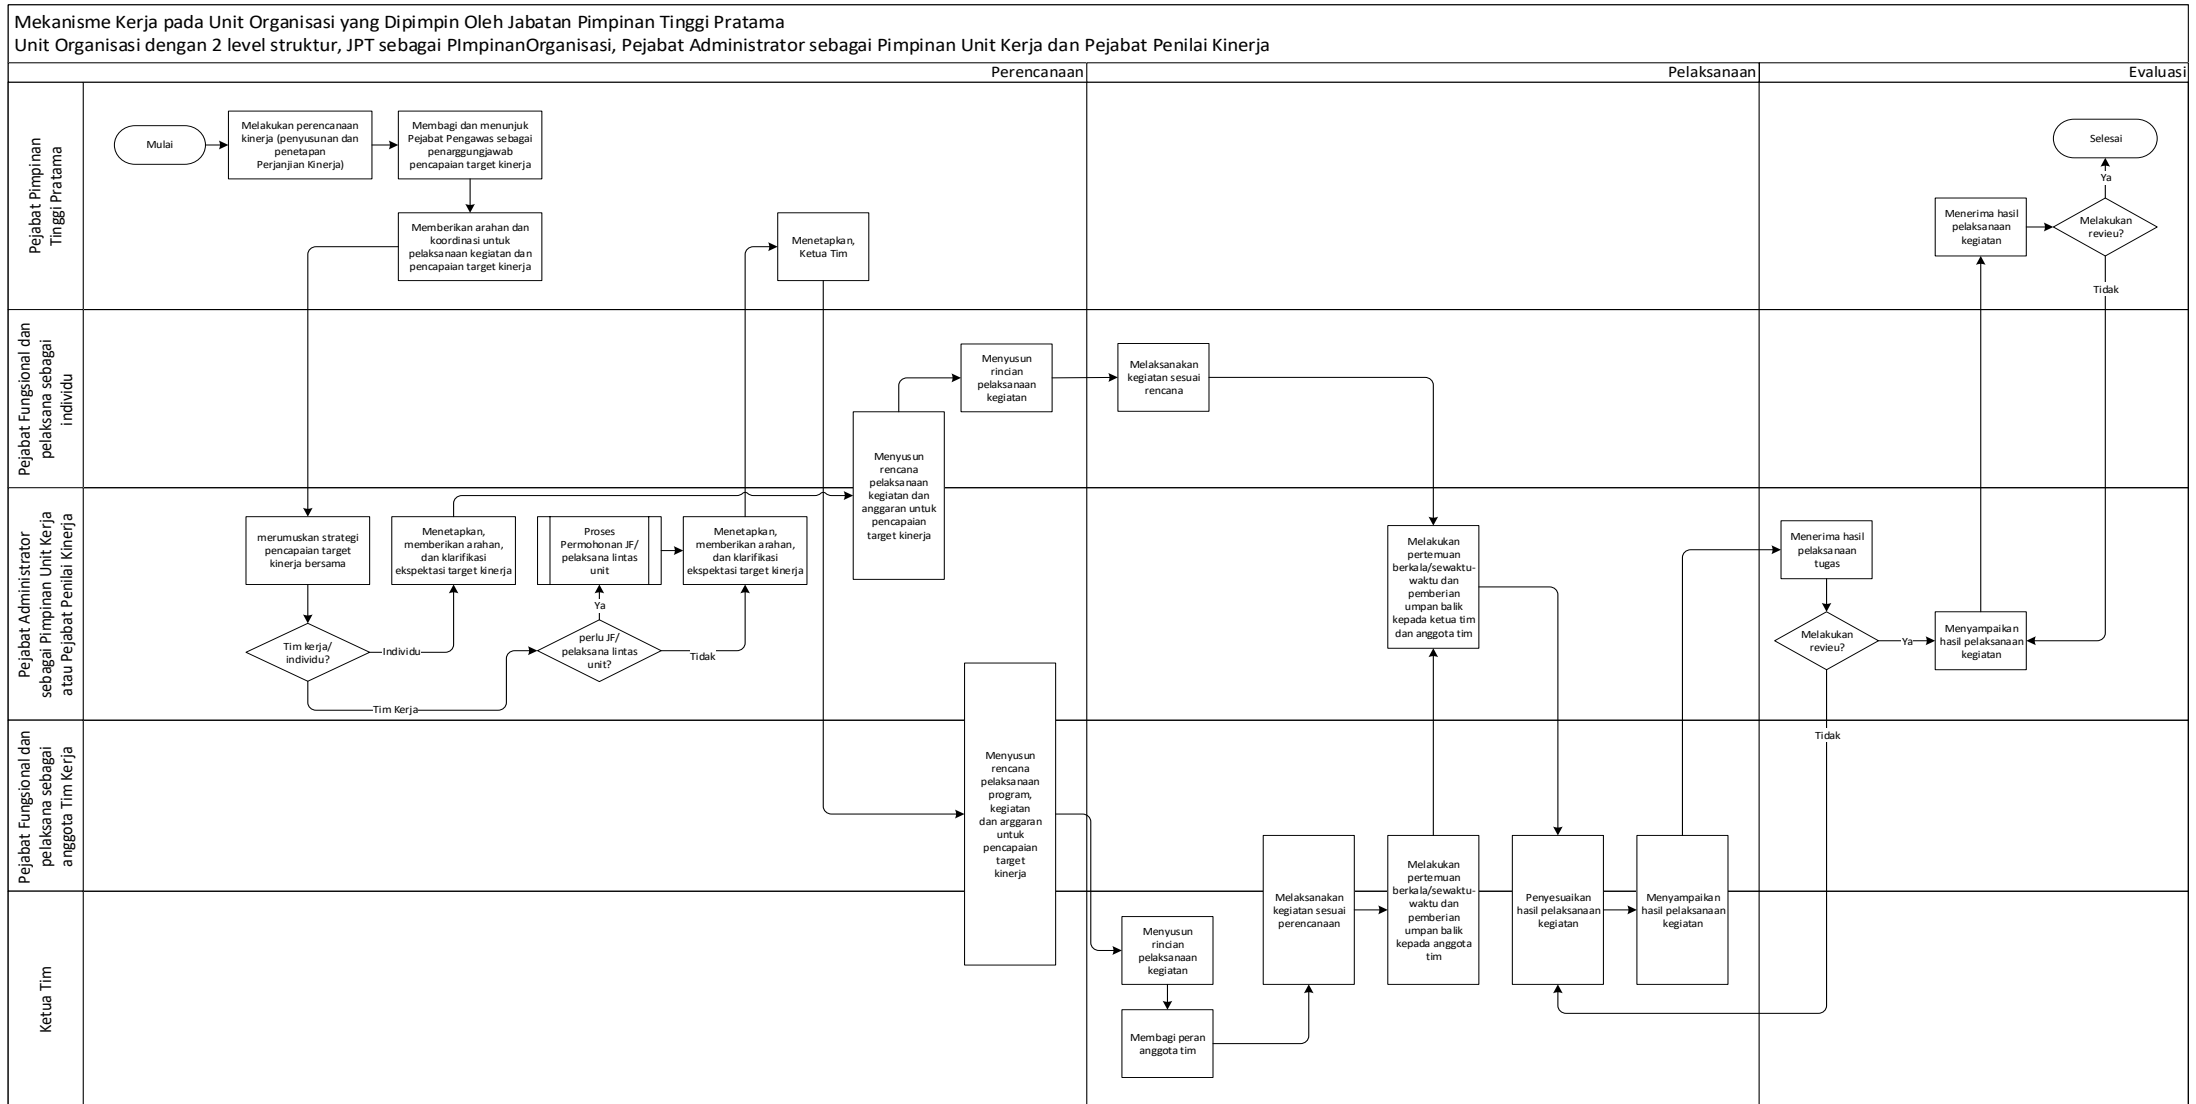 Mekanisme Kerja pada Unit Organisasi yang Dipimpin Oleh Jabatan Pimpinan Tinggi Pratama
Unit Organisasi dengan 2 level struktur, JPT sebagai PImpinanOrganisasi, Pejabat Administrator sebagai Pimpinan Unit Kerja dan Pejabat Penilai Kinerja
Perencanaan
Pelaksanaan
Evaluasi
Pejabat Pimpinan
Tinggi Pratama
Mulai
Melakukan perencanaan
kinerja (penyusunan dan
penetapan
Perjanjian Kinerja)
Membagi dan menunjuk
Pejabat Pengawas sebagai
penarggungjawab
pencapaian target kinerja
Memberikan arahan dan
koordinasi untuk
pelaksanaan kegiatan dan
pencapaian target kinerja
Menetapkan,
Ketua Tim
Menerima hasil
pelaksanaan
kegiatan
Melakukan
revieu?
Ya
Selesai
Tidak
Pejabat Fungsional dan
pelaksana sebagai
individu
Menyusun
rencana
pelaksanaan
kegiatan dan
anggaran untuk
pencapaian
target kinerja
Menyusun
rincian
pelaksanaan
kegiatan
Melaksanakan
kegiatan sesuai
rencana
Pejabat Administrator
sebagai Pimpinan Unit Kerja
atau Pejabat Penilai Kinerja
merumuskan strategi
pencapaian target
kinerja bersama
Tim kerja/
individu?
Individu
Tim Kerja
Menetapkan,
memberikan arahan,
dan klarifikasi
ekspektasi target kinerja
Proses
Permohonan JF/
pelaksana lintas
unit
Ya
perlu JF/
pelaksana lintas
unit?
Tidak
Menetapkan,
memberikan arahan,
dan klarifikasi
ekspektasi target kinerja
Melakukan
pertemuan
berkala/sewaktu-
waktu dan
pemberian
umpan balik
kepada ketua tim
dan anggota tim
Menerima hasil
pelaksanaan
tugas
Melakukan
revieu?
Ya
Menyampaikan
hasil pelaksanaan
kegiatan
Tidak
Pejabat Fungsional dan
pelaksana sebagai
anggota Tim Kerja
Menyusun
rencana
pelaksanaan
program,
kegiatan
dan arggaran
untuk
pencapaian
target
kinerja
Ketua Tim
Menyusun
rincian
pelaksanaan
kegiatan
Membagi peran
anggota tim
Melaksanakan
kegiatan sesuai
perencanaan
Melakukan
pertemuan
berkala/sewaktu-
waktu dan
pemberian
umpan balik
kepada anggota
tim
Penyesuaikan
hasil pelaksanaan
kegiatan
Menyampaikan
hasil pelaksanaan
kegiatan